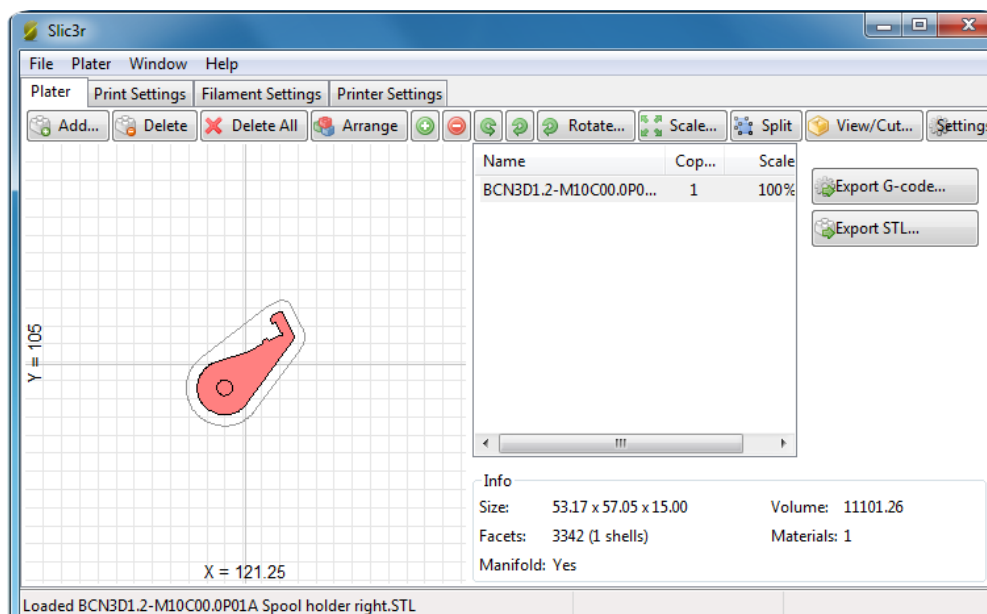 Slic3r
File Plater Window Help
Plater Print Settings Filament Settings Printer Settings
Add... Delete Delete All Arrange Rotate... Scale... Split View/Cut... Settings
Name Cop... Scale
BCN3D1.2-M10C00.0P0... 1 100%
Export G-code...
Export STL...
Y = 105
X = 121.25
Info
Size: 53.17 x 57.05 x 15.00 Volume: 11101.26
Facets: 3342 (1 shells) Materials: 1
Manifold: Yes
Loaded BCN3D1.2-M10C00.0P01A Spool holder right.STL